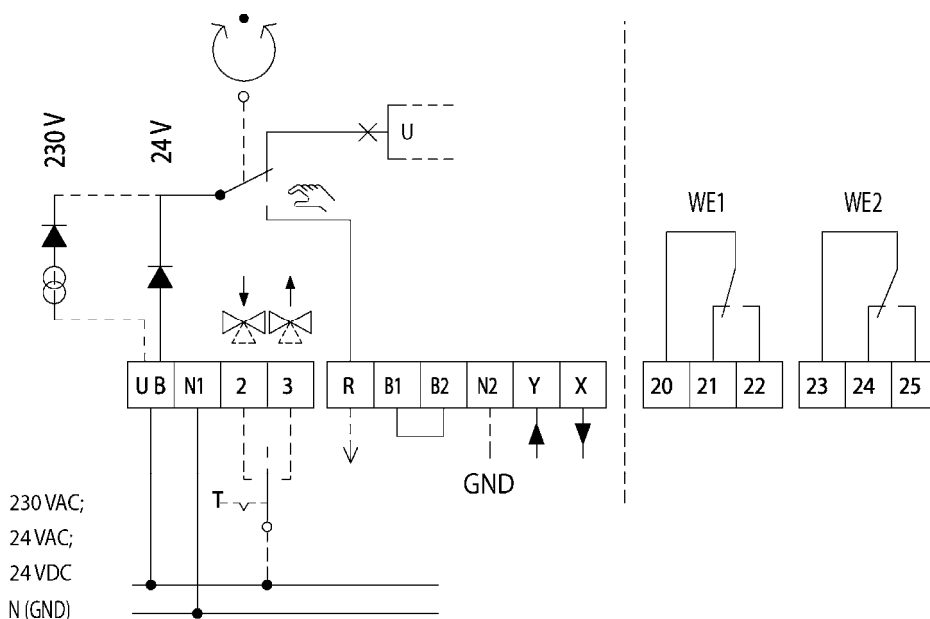 230 V
24 V
U
WE1
WE2
U B N1 2 3
R B1 B2 N2 Y X
20 21 22
23 24 25
GND
T
230 VAC;
24 VAC;
24 VDC
N (GND)